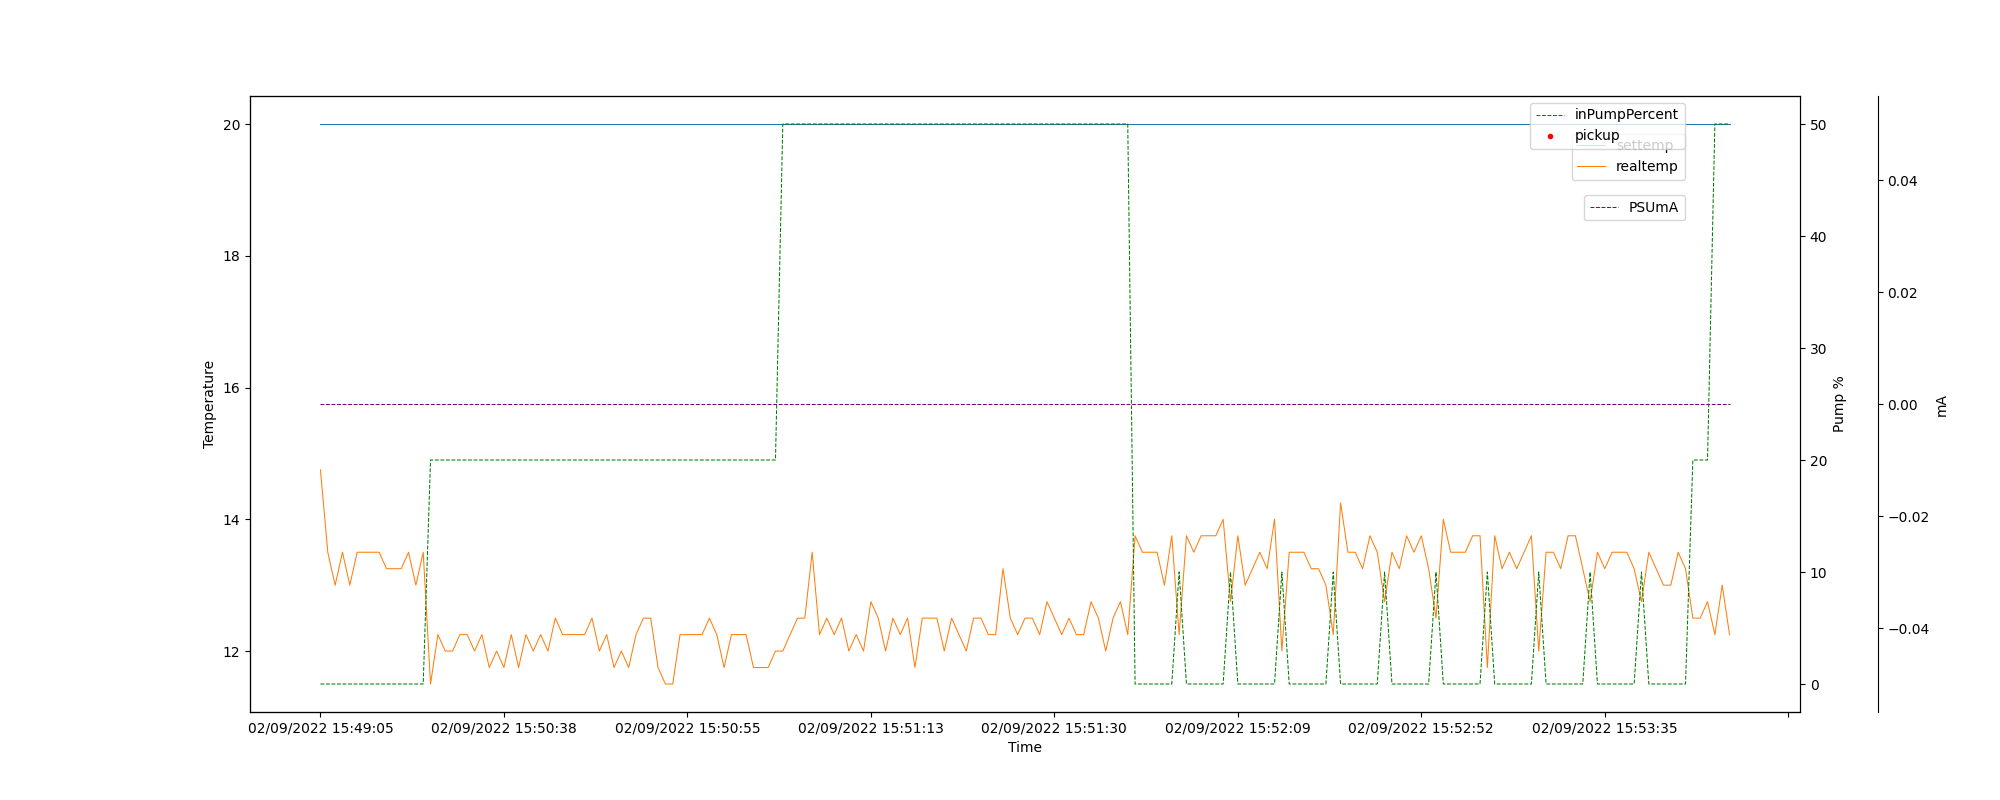 inPumpPercent
pickup
settemp
realtemp
PSUmA
20
18
16
14
12
Temperature
50
40
30
20
10
0
Pump %
0.04
0.02
0.00
−0.02
−0.04
mA
02/09/2022 15:49:05
02/09/2022 15:50:38
02/09/2022 15:50:55
02/09/2022 15:51:13
02/09/2022 15:51:30
02/09/2022 15:52:09
02/09/2022 15:52:52
02/09/2022 15:53:35
Time